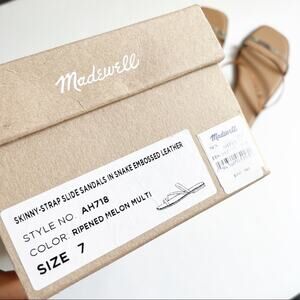 Madewell
SKINNY-STRAP SLIDE SANDALS IN SNAKE EMBOSSED LEATHER
STYLE NO. AH718
COLOR: RIPENED MELON MULTI
SIZE 7
Madewell